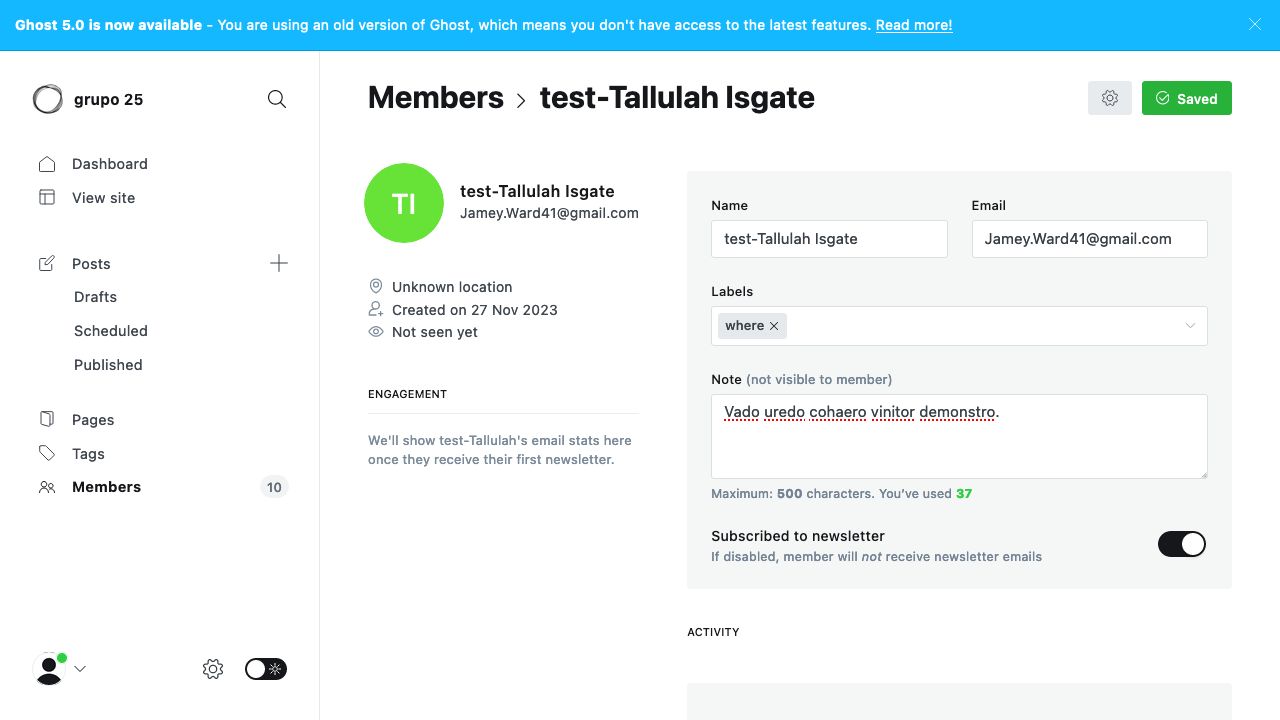 Ghost 5.0 is now available - You are using an old version of Ghost, which means you don't have access to the latest features. Read more!
grupo 25
Dashboard
View site
Posts
Drafts
Scheduled
Published
Pages
Tags
Members 10
Members > test-Tallulah Isgate
Saved
TI
test-Tallulah Isgate
Jamey.Ward41@gmail.com
Unknown location
Created on 27 Nov 2023
Not seen yet
ENGAGEMENT
We'll show test-Tallulah's email stats here
once they receive their first newsletter.
Name
test-Tallulah Isgate
Email
Jamey.Ward41@gmail.com
Labels
where
Note (not visible to member)
Vado uredo cohaero vinitor demonstro.
Maximum: 500 characters. You've used 37
Subscribed to newsletter
If disabled, member will not receive newsletter emails
ACTIVITY